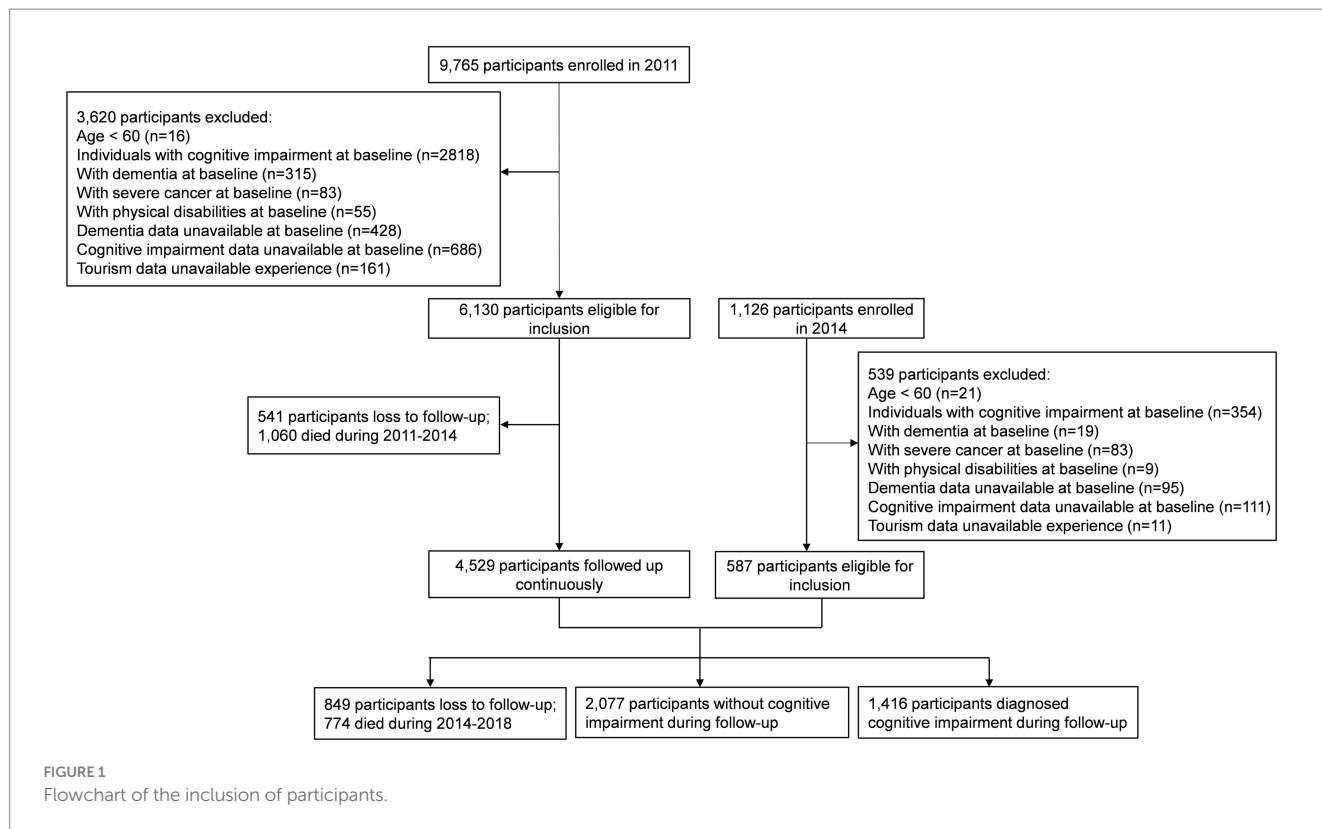 9,765 participants enrolled in 2011
3,620 participants excluded:
Age < 60 (n=16)
Individuals with cognitive impairment at baseline (n=2818)
With dementia at baseline (n=315)
With severe cancer at baseline (n=83)
With physical disabilities at baseline (n=55)
Dementia data unavailable at baseline (n=428)
Cognitive impairment data unavailable at baseline (n=686)
Tourism data unavailable experience (n=161)
6,130 participants eligible for
inclusion
1,126 participants enrolled
in 2014
539 participants excluded:
Age < 60 (n=21)
Individuals with cognitive impairment at baseline (n=354)
With dementia at baseline (n=19)
With severe cancer at baseline (n=83)
With physical disabilities at baseline (n=9)
Dementia data unavailable at baseline (n=95)
Cognitive impairment data unavailable at baseline (n=111)
Tourism data unavailable experience (n=11)
541 participants loss to follow-up;
1,060 died during 2011-2014
4,529 participants followed up
continuously
587 participants eligible for
inclusion
849 participants loss to follow-up;
774 died during 2014-2018
2,077 participants without cognitive
impairment during follow-up
1,416 participants diagnosed
cognitive impairment during follow-up
FIGURE 1
Flowchart of the inclusion of participants.